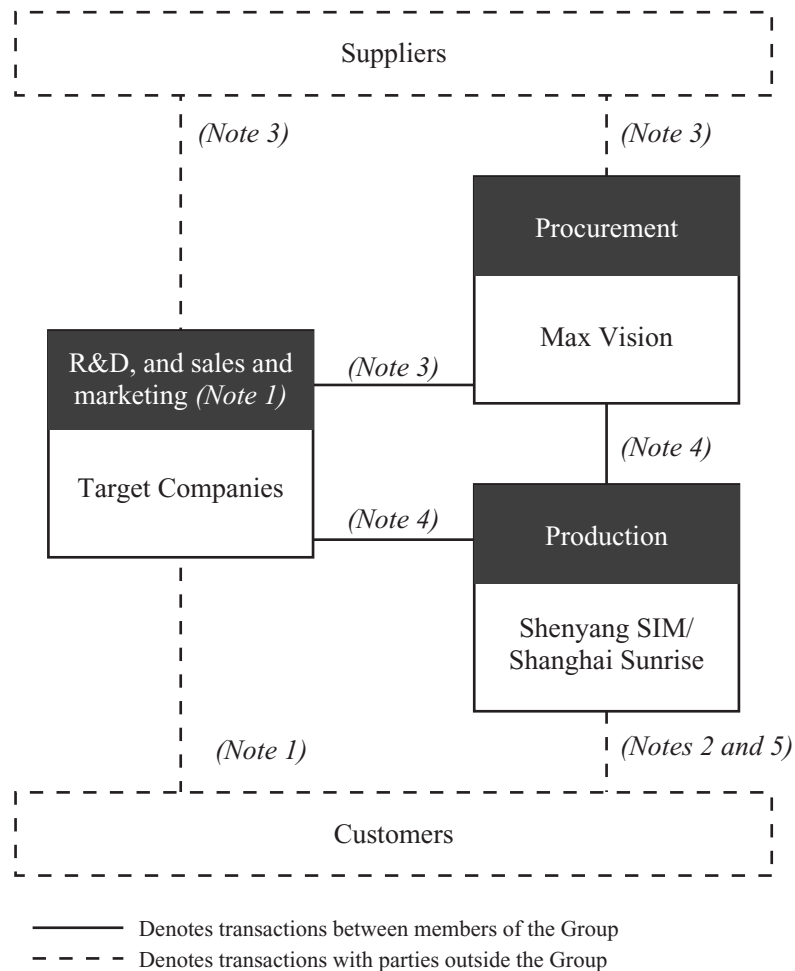 Suppliers
(Note 3)
(Note 3)
Procurement
Max Vision
R&D, and sales and
marketing (Note 1)
Target Companies
(Note 3)
(Note 4)
(Note 4)
Production
Shenyang SIM/
Shanghai Sunrise
(Note 1)
(Notes 2 and 5)
Customers
Denotes transactions between members of the Group
Denotes transactions with parties outside the Group